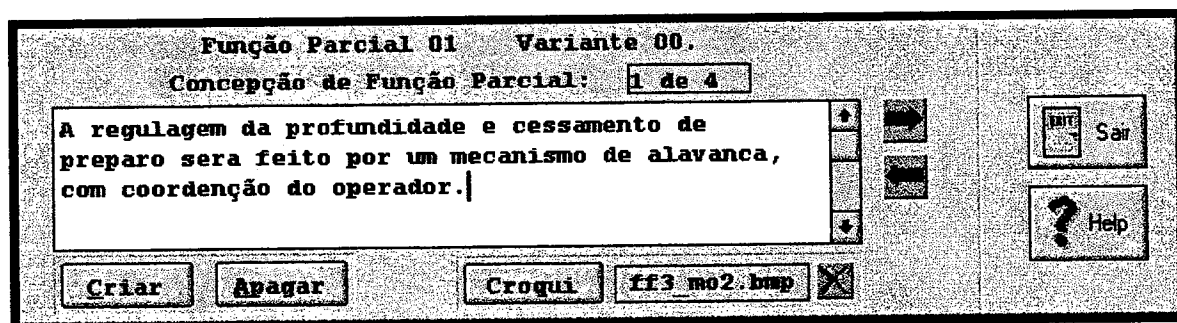 Função Parcial 01 Variante 00.
Concepção de Função Parcial: 1 de 4
A regulagem da profundidade e cessamento de
preparo sera feito por um mecanismo de alavanca,
com coordenção do operador.
EXIT Sair
Help
Criar Apagar Croqui ff3_mo2.bmp